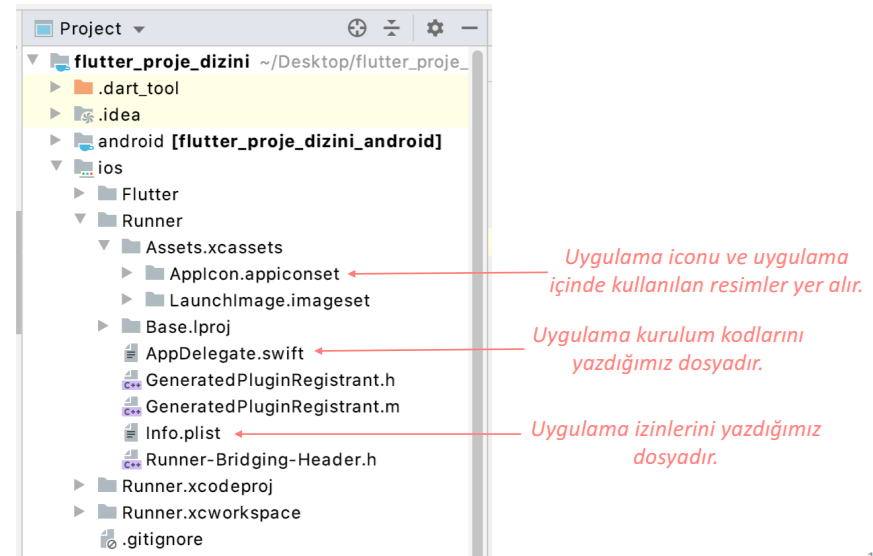 Project
flutter_proje_dizini ~/Desktop/flutter_proje_
.dart_tool
.idea
android [flutter_proje_dizini_android]
ios
Flutter
Runner
Assets.xcassets
AppIcon.appiconset
LaunchImage.imageset
Base.lproj
AppDelegate.swift
C++ GeneratedPluginRegistrant.h
C++ GeneratedPluginRegistrant.m
Info.plist
C++ Runner-Bridging-Header.h
Runner.xcodeproj
Runner.xcworkspace
.gitignore
Uygulama iconu ve uygulama
içinde kullanılan resimler yer alır.
Uygulama kurulum kodlarını
yazdığımız dosyadır.
Uygulama izinlerini yazdığımız
dosyadır.